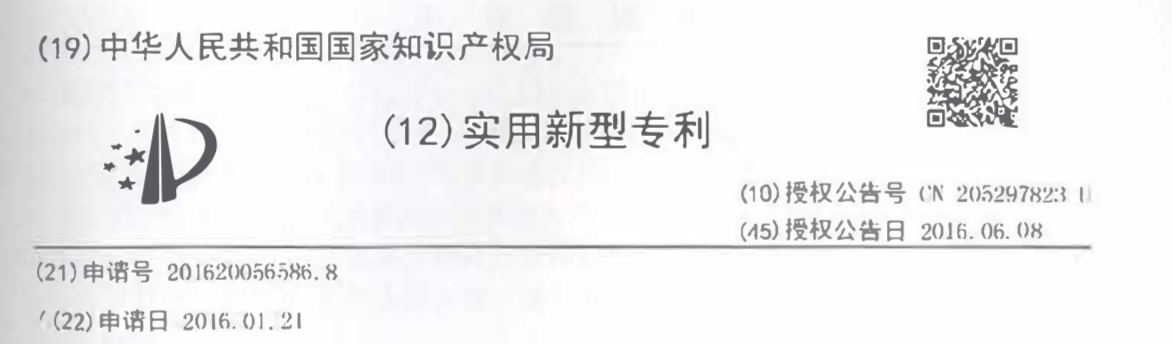 (19)中华人民共和国国家知识产权局
(12)实用新型专利
(10)授权公告号 CN 205297823 U
(45)授权公告日 2016.06.08
(21)申请号 201620056586.8
(22)申请日 2016.01.21